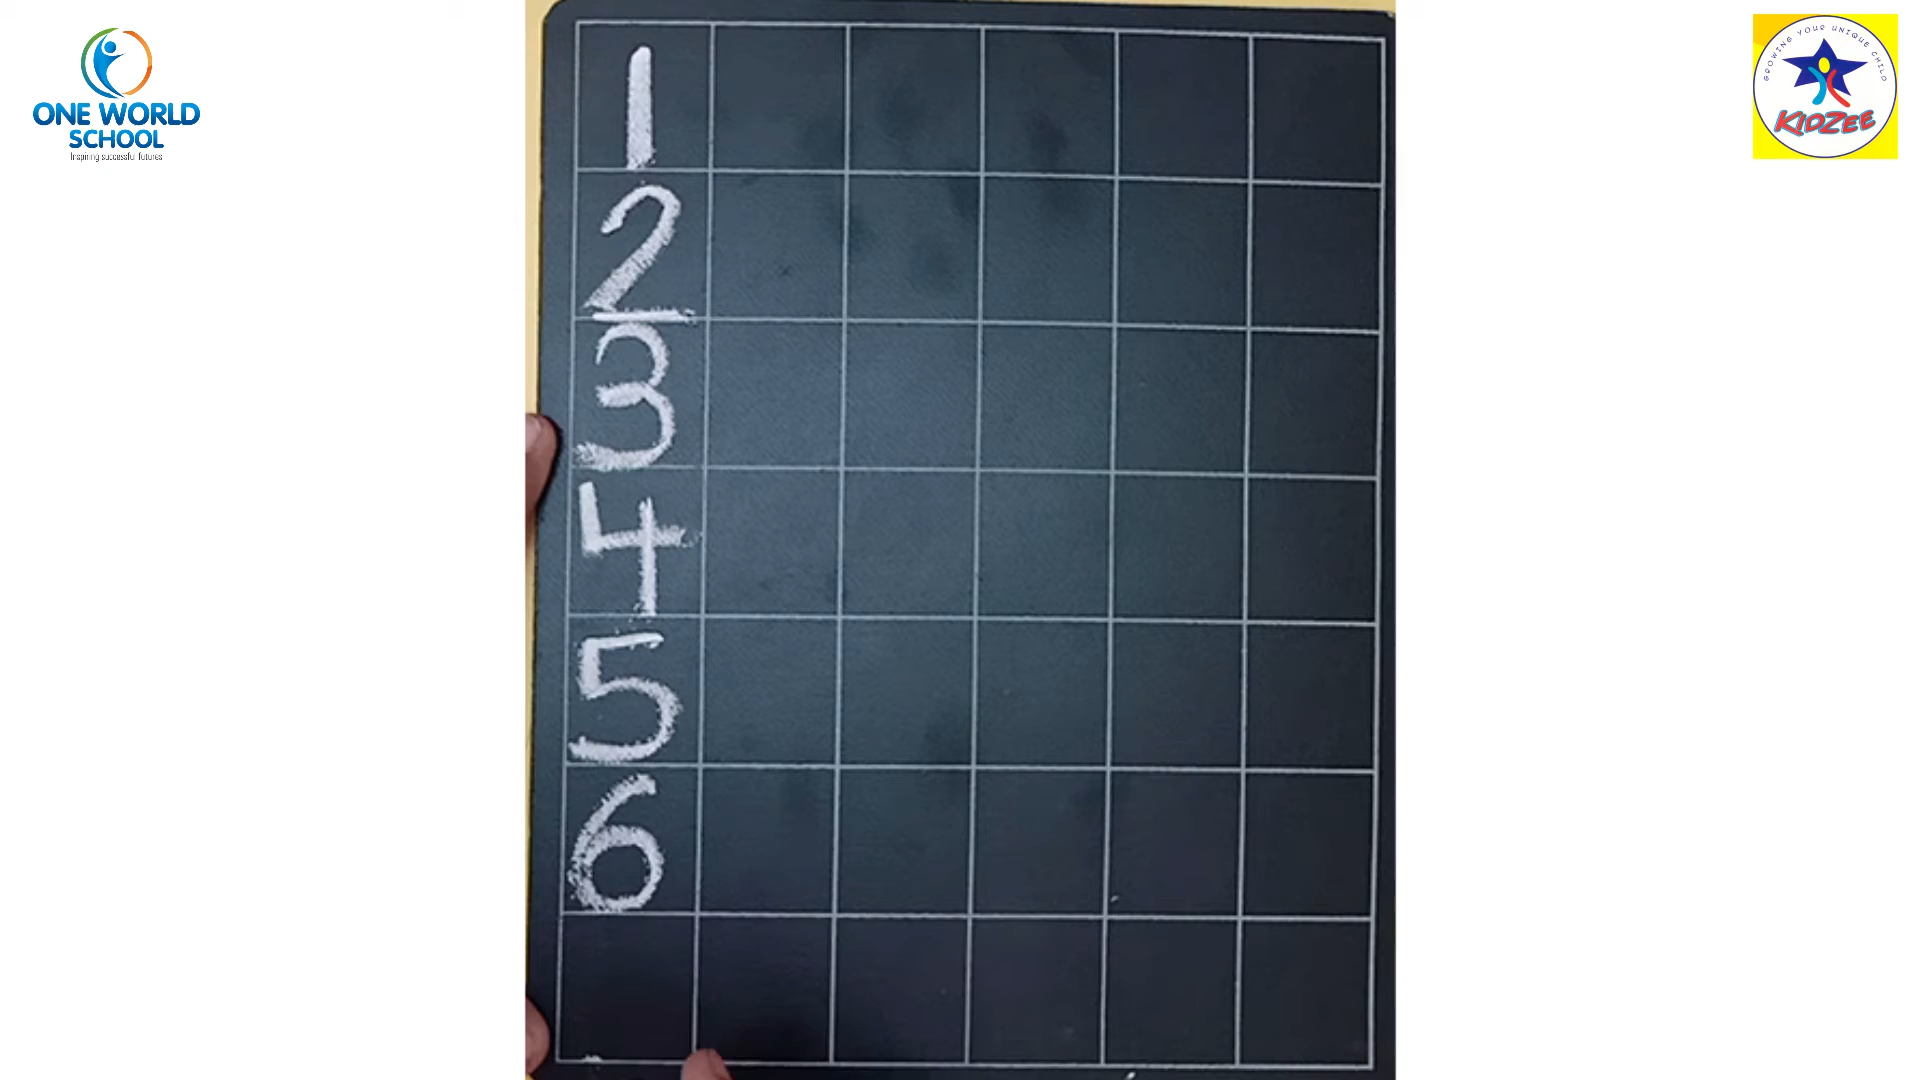 ONE WORLD
SCHOOL
Inspiring successful futures
GROWING YOUR UNIQUE CHILD
KIDZEE
1
2
3
4
5
6